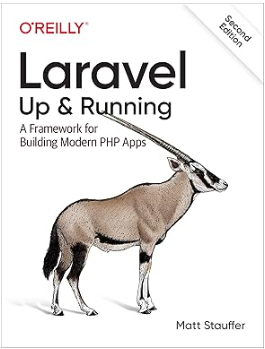 O'REILLY®
Second
Edition
Laravel
Up & Running
A Framework for
Building Modern PHP Apps
Matt Stauffer